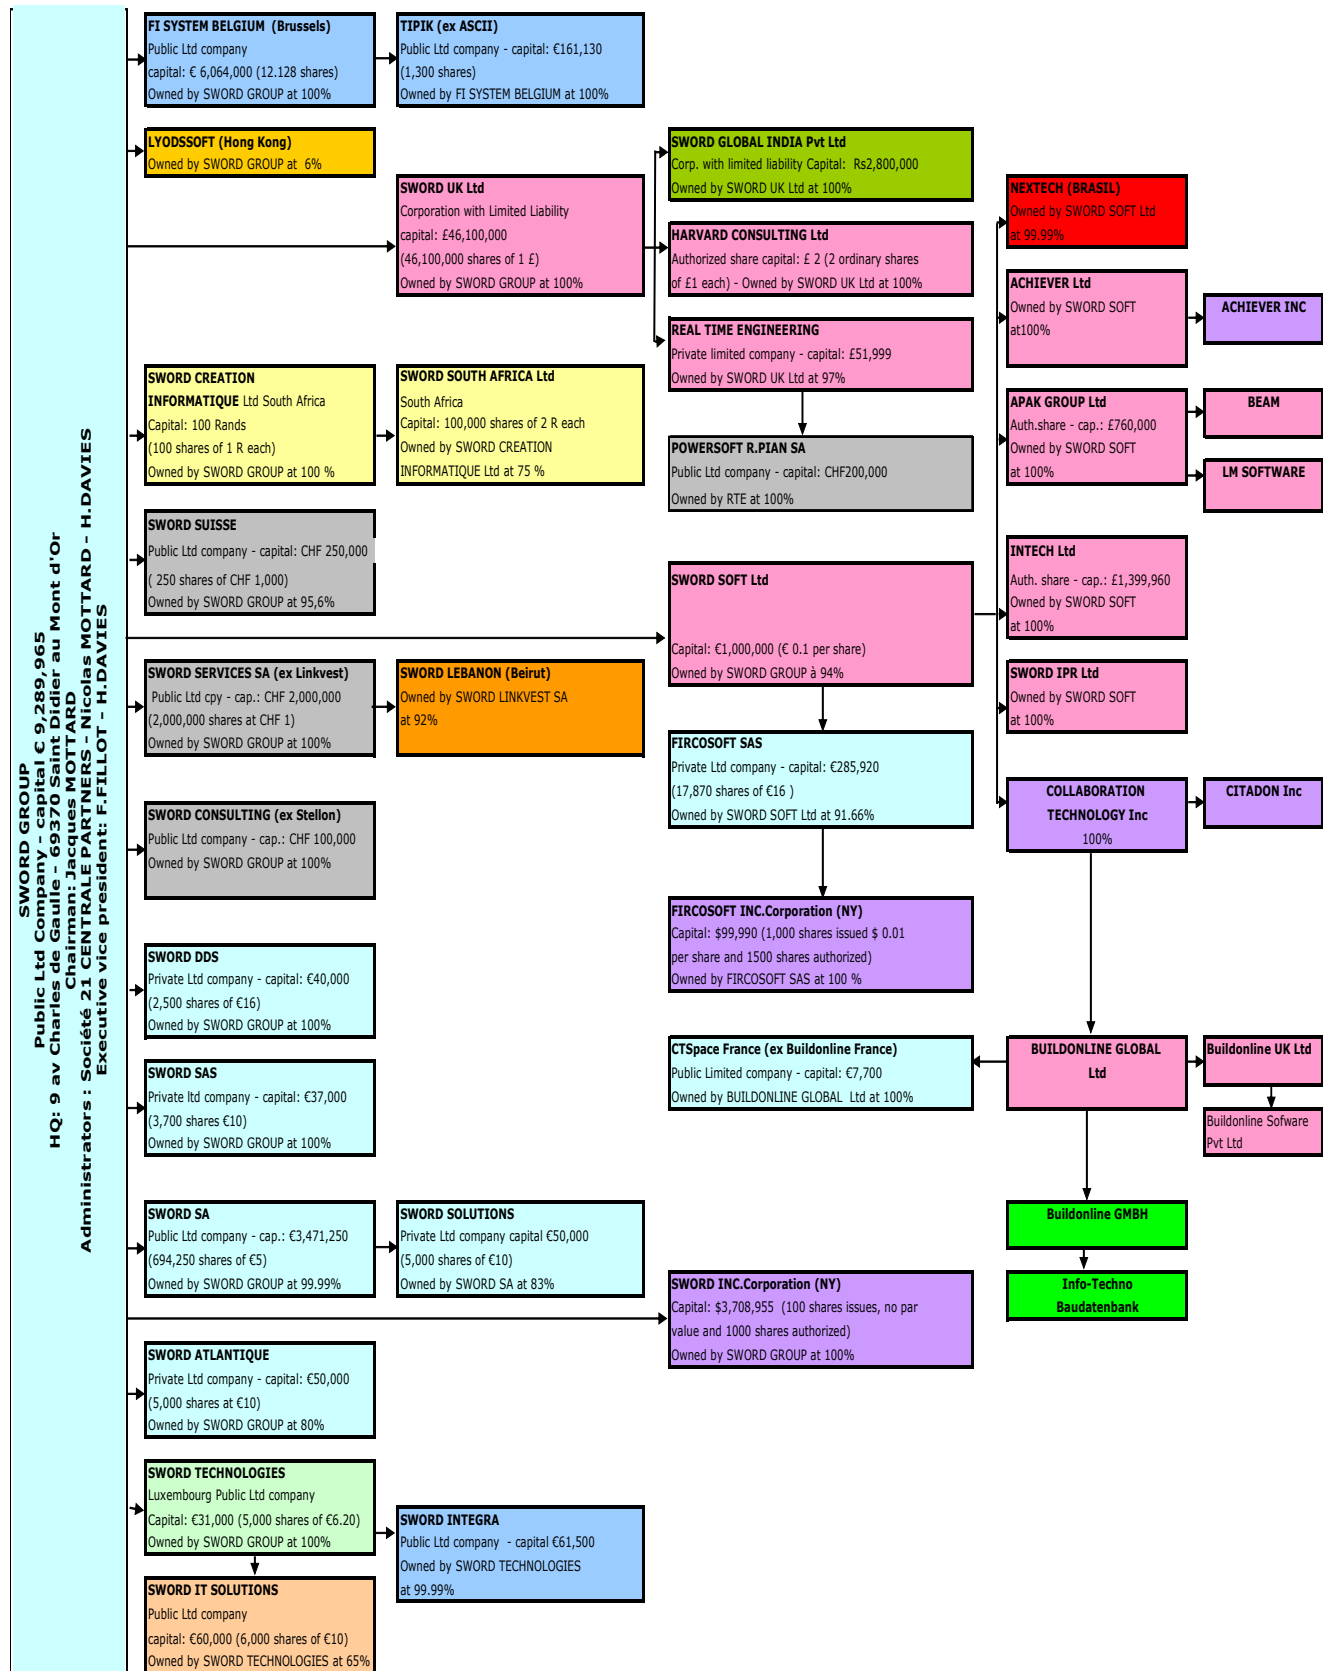 SWORD GROUP
Public Ltd Company - capital € 9,289,965
HQ: 9 av Charles de Gaulle - 69370 Saint Didier au Mont d'Or
Chairman: Jacques MOTTARD
Administrators : Société 21 CENTRALE PARTNERS - Nicolas MOTTARD - H.DAVIES
Executive vice president: F.FILLOT - H.DAVIES
FI SYSTEM BELGIUM (Brussels)
Public Ltd company
capital: € 6,064,000 (12.128 shares)
Owned by SWORD GROUP at 100%
TIPIK (ex ASCII)
Public Ltd company - capital: €161,130
(1,300 shares)
Owned by FI SYSTEM BELGIUM at 100%
LYODSSOFT (Hong Kong)
Owned by SWORD GROUP at 6%
SWORD UK Ltd
Corporation with Limited Liability
capital: £46,100,000
(46,100,000 shares of 1 £)
Owned by SWORD GROUP at 100%
SWORD GLOBAL INDIA Pvt Ltd
Corp. with limited liability Capital: Rs2,800,000
Owned by SWORD UK Ltd at 100%
HARVARD CONSULTING Ltd
Authorized share capital: £ 2 (2 ordinary shares
of £1 each) - Owned by SWORD UK Ltd at 100%
REAL TIME ENGINEERING
Private limited company - capital: £51,999
Owned by SWORD UK Ltd at 97%
POWERSOFT R.PIAN SA
Public Ltd company - capital: CHF200,000
Owned by RTE at 100%
NEXTECH (BRASIL)
Owned by SWORD SOFT Ltd
at 99.99%
ACHIEVER Ltd
Owned by SWORD SOFT
at100%
ACHIEVER INC
APAK GROUP Ltd
Auth.share - cap.: £760,000
Owned by SWORD SOFT
at 100%
BEAM
LM SOFTWARE
INTECH Ltd
Auth. share - cap.: £1,399,960
Owned by SWORD SOFT
at 100%
SWORD IPR Ltd
Owned by SWORD SOFT
at 100%
COLLABORATION
TECHNOLOGY Inc
100%
CITADON Inc
SWORD CREATION
INFORMATIQUE Ltd South Africa
Capital: 100 Rands
(100 shares of 1 R each)
Owned by SWORD GROUP at 100 %
SWORD SOUTH AFRICA Ltd
South Africa
Capital: 100,000 shares of 2 R each
Owned by SWORD CREATION
INFORMATIQUE Ltd at 75 %
SWORD SUISSE
Public Ltd company - capital: CHF 250,000
( 250 shares of CHF 1,000)
Owned by SWORD GROUP at 95,6%
SWORD SOFT Ltd
Capital: €1,000,000 (€ 0.1 per share)
Owned by SWORD GROUP à 94%
SWORD SERVICES SA (ex Linkvest)
Public Ltd cpy - cap.: CHF 2,000,000
(2,000,000 shares at CHF 1)
Owned by SWORD GROUP at 100%
SWORD LEBANON (Beirut)
Owned by SWORD LINKVEST SA
at 92%
FIRCOSOFT SAS
Private Ltd company - capital: €285,920
(17,870 shares of €16 )
Owned by SWORD SOFT Ltd at 91.66%
SWORD CONSULTING (ex Stellon)
Public Ltd company - cap.: CHF 100,000
Owned by SWORD GROUP at 100%
FIRCOSOFT INC.Corporation (NY)
Capital: $99,990 (1,000 shares issued $ 0.01
per share and 1500 shares authorized)
Owned by FIRCOSOFT SAS at 100 %
SWORD DDS
Private Ltd company - capital: €40,000
(2,500 shares of €16)
Owned by SWORD GROUP at 100%
CTSpace France (ex Buildonline France)
Public Limited company - capital: €7,700
Owned by BUILDONLINE GLOBAL Ltd at 100%
BUILDONLINE GLOBAL
Ltd
Buildonline UK Ltd
Buildonline Sofware
Pvt Ltd
SWORD SAS
Private ltd company - capital: €37,000
(3,700 shares €10)
Owned by SWORD GROUP at 100%
SWORD SA
Public Ltd company - cap.: €3,471,250
(694,250 shares of €5)
Owned by SWORD GROUP at 99.99%
SWORD SOLUTIONS
Private Ltd company capital €50,000
(5,000 shares of €10)
Owned by SWORD SA at 83%
Buildonline GMBH
Info-Techno
Baudatenbank
SWORD INC.Corporation (NY)
Capital: $3,708,955 (100 shares issues, no par
value and 1000 shares authorized)
Owned by SWORD GROUP at 100%
SWORD ATLANTIQUE
Private Ltd company - capital: €50,000
(5,000 shares at €10)
Owned by SWORD GROUP at 80%
SWORD TECHNOLOGIES
Luxembourg Public Ltd company
Capital: €31,000 (5,000 shares of €6.20)
Owned by SWORD GROUP at 100%
SWORD INTEGRA
Public Ltd company - capital €61,500
Owned by SWORD TECHNOLOGIES
at 99.99%
SWORD IT SOLUTIONS
Public Ltd company
capital: €60,000 (6,000 shares of €10)
Owned by SWORD TECHNOLOGIES at 65%